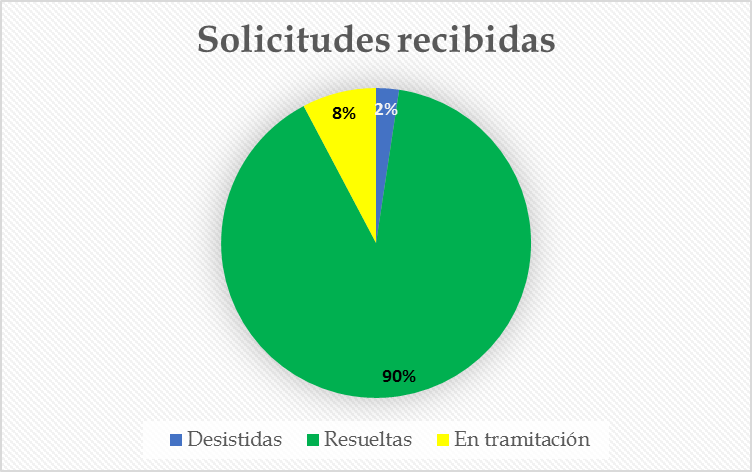 Solicitudes recibidas
8%
2%
90%
Desistidas Resueltas En tramitación